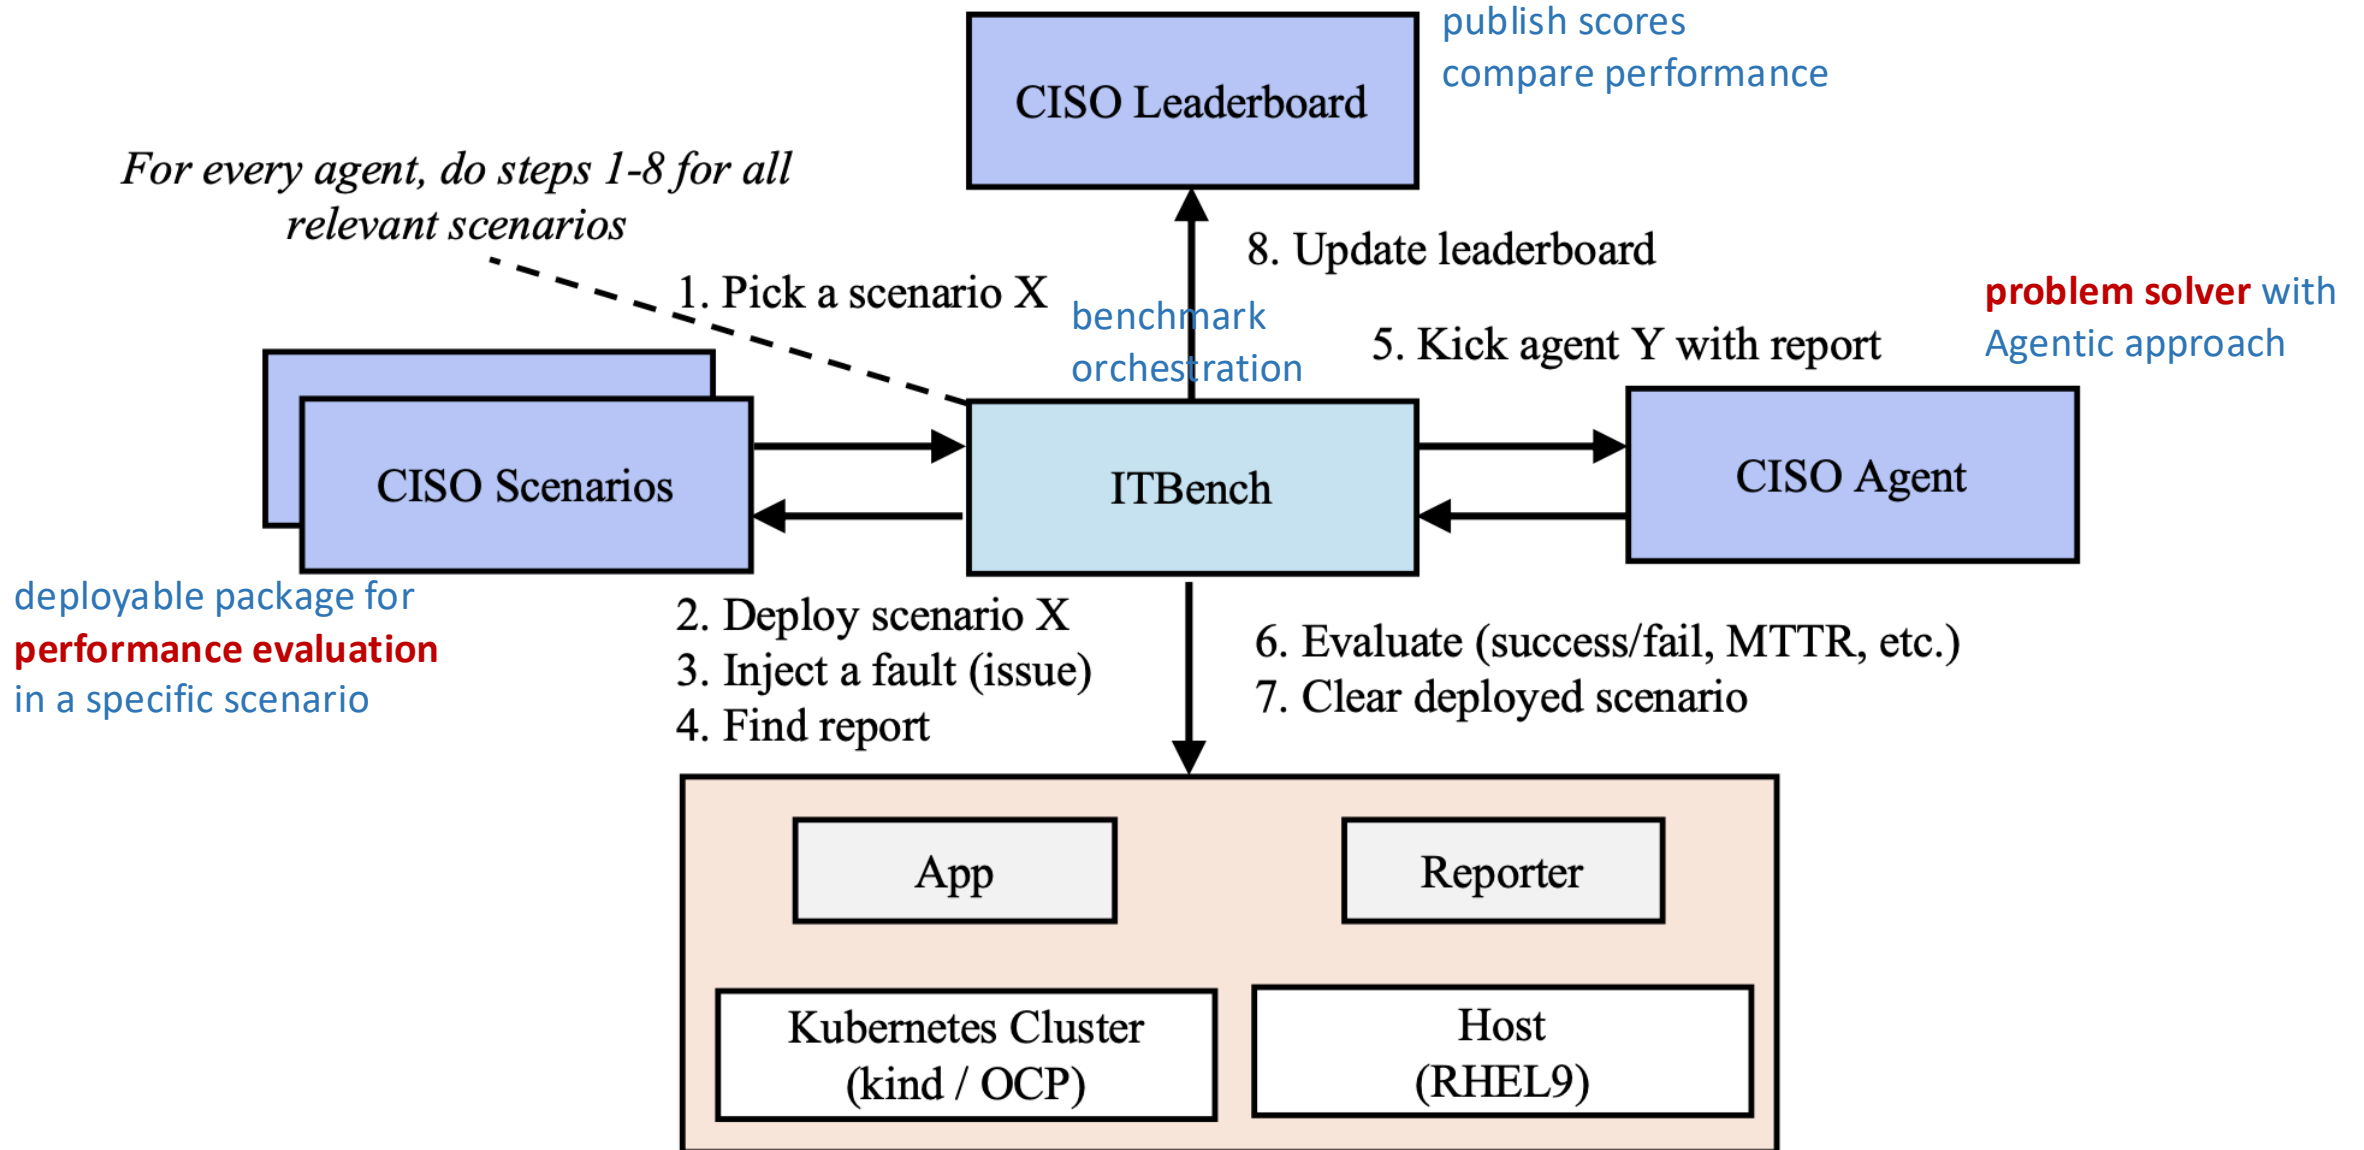 publish scores
compare performance
CISO Leaderboard
For every agent, do steps 1-8 for all
relevant scenarios
8. Update leaderboard
1. Pick a scenario X
benchmark
orchestration
problem solver with
Agentic approach
5. Kick agent Y with report
CISO Scenarios
ITBench
CISO Agent
deployable package for
performance evaluation
in a specific scenario
2. Deploy scenario X
3. Inject a fault (issue)
4. Find report
6. Evaluate (success/fail, MTTR, etc.)
7. Clear deployed scenario
App
Reporter
Kubernetes Cluster
(kind / OCP)
Host
(RHEL9)